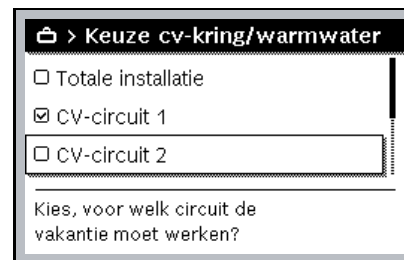 > Keuze cv-kring/warmwater
Totale installatie
CV-circuit 1
CV-circuit 2
Kies, voor welk circuit de
vakantie moet werken?